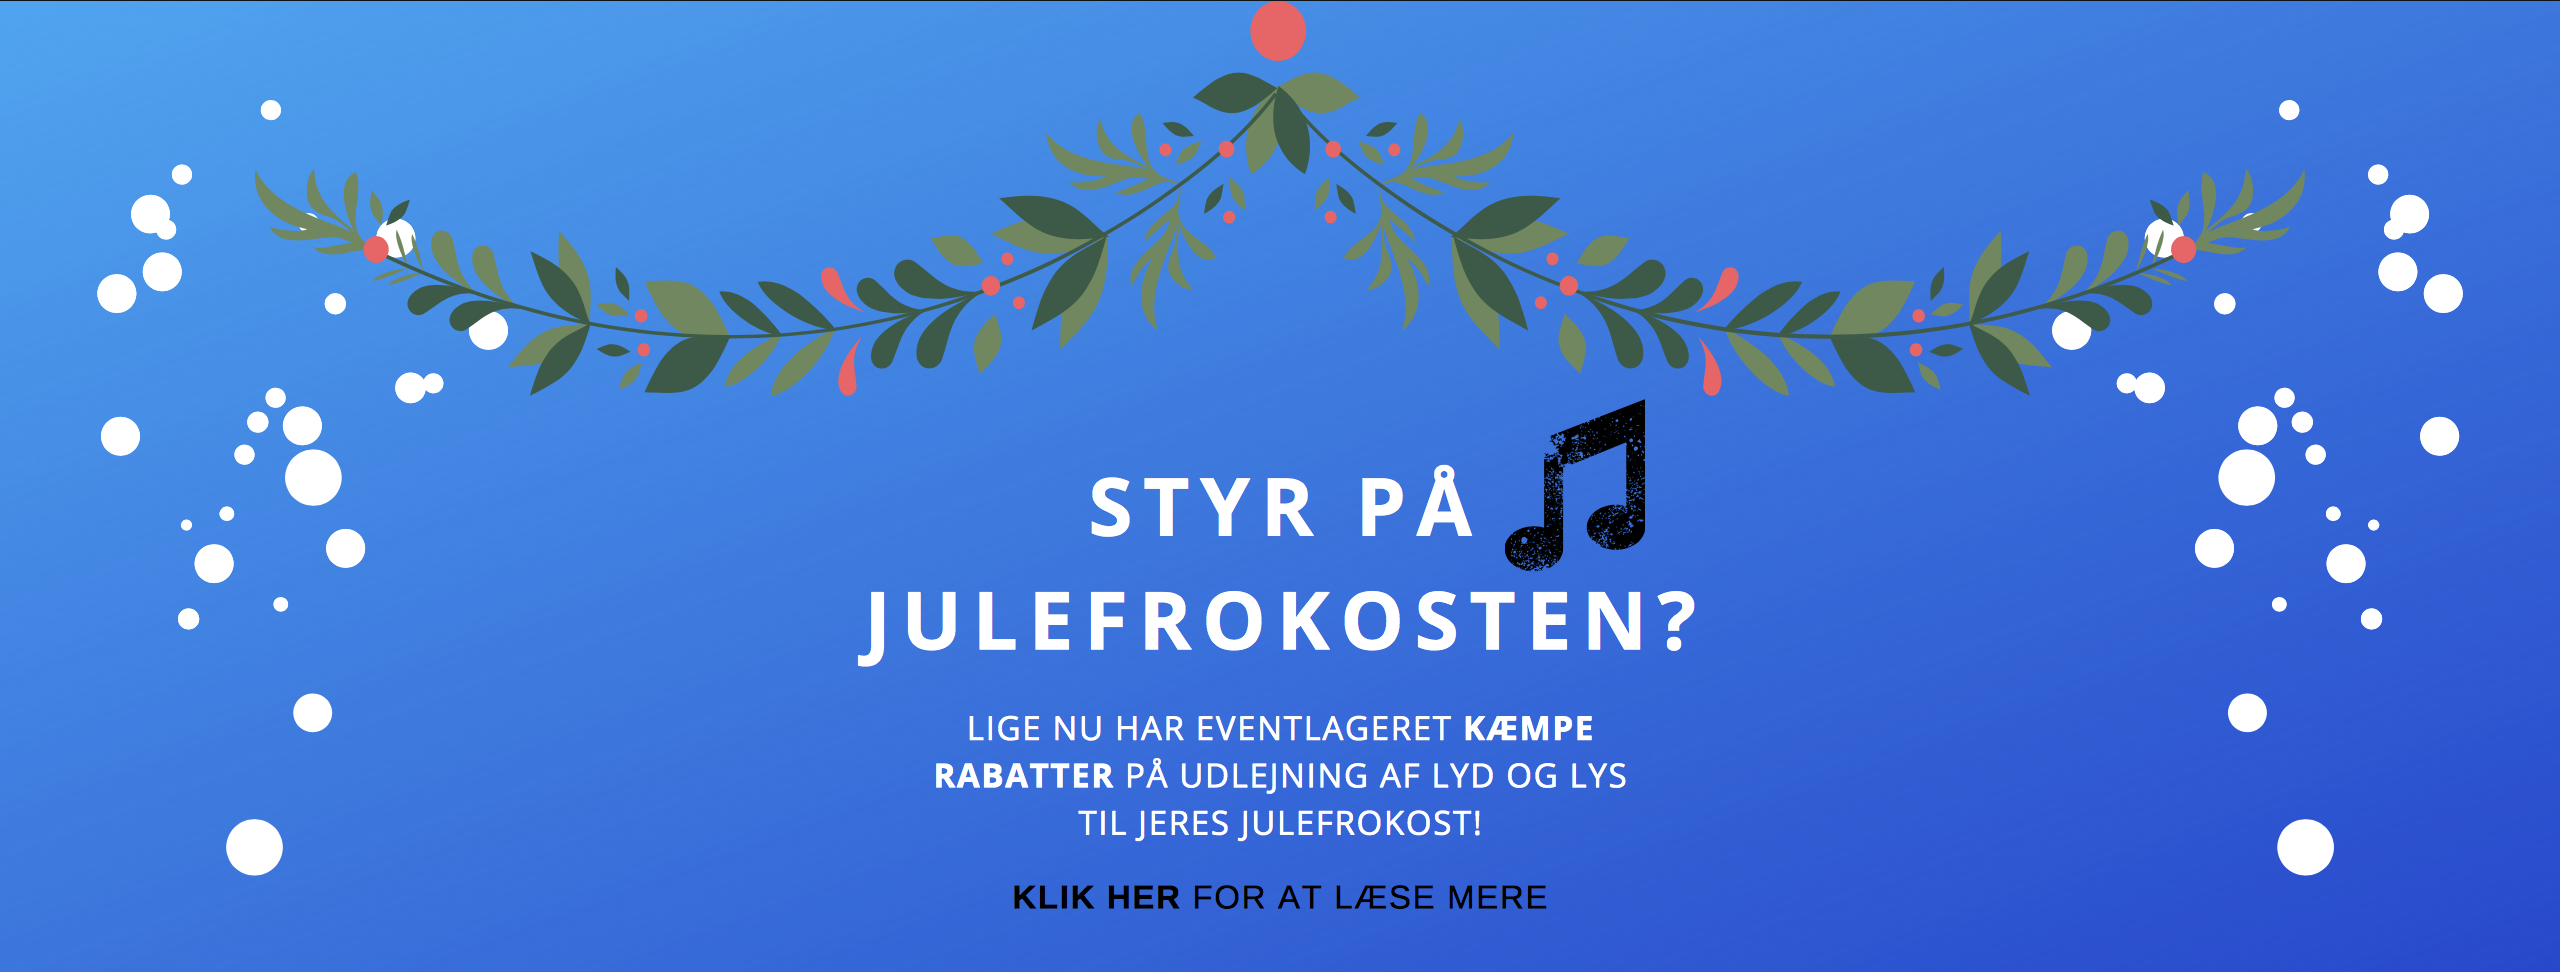 STYR PÅ
JULEFROKOSTEN?
LIGE NU HAR EVENTLAGERET KÆMPE
RABATTER PÅ UDLEJNING AF LYD OG LYS
TIL JERES JULEFROKOST!
KLIK HER FOR AT LÆSE MERE